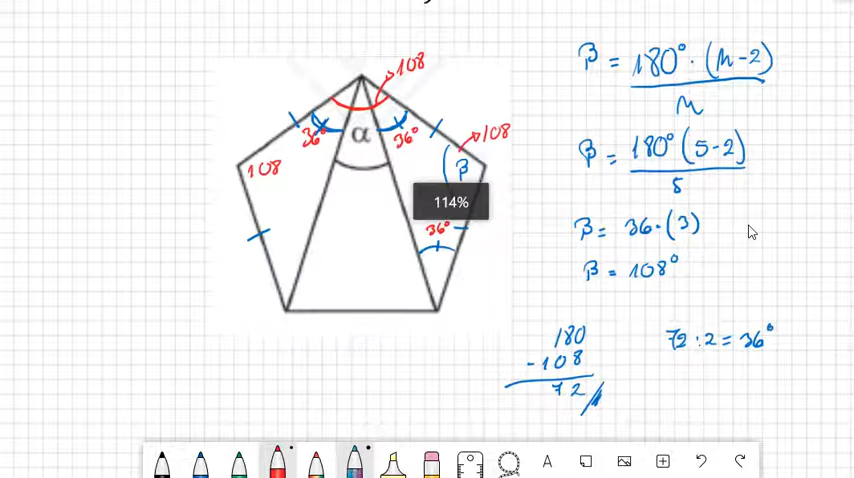 108
36°
α
36°
108
108
β
114%
36°
β = 180° · (n-2)
n
β = 180° (5-2)
5
β = 36 · (3)
β = 108°
180
- 108
72
72 : 2 = 36°
A